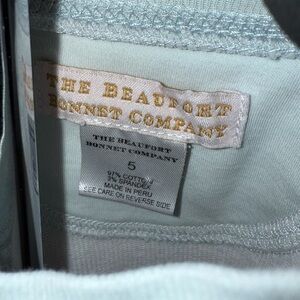 THE BEAUFORT
BONNET COMPANY
THE BEAUFORT
BONNET COMPANY
5
97% COTTON
3% SPANDEX
MADE IN PERU
SEE CARE ON REVERSE SIDE